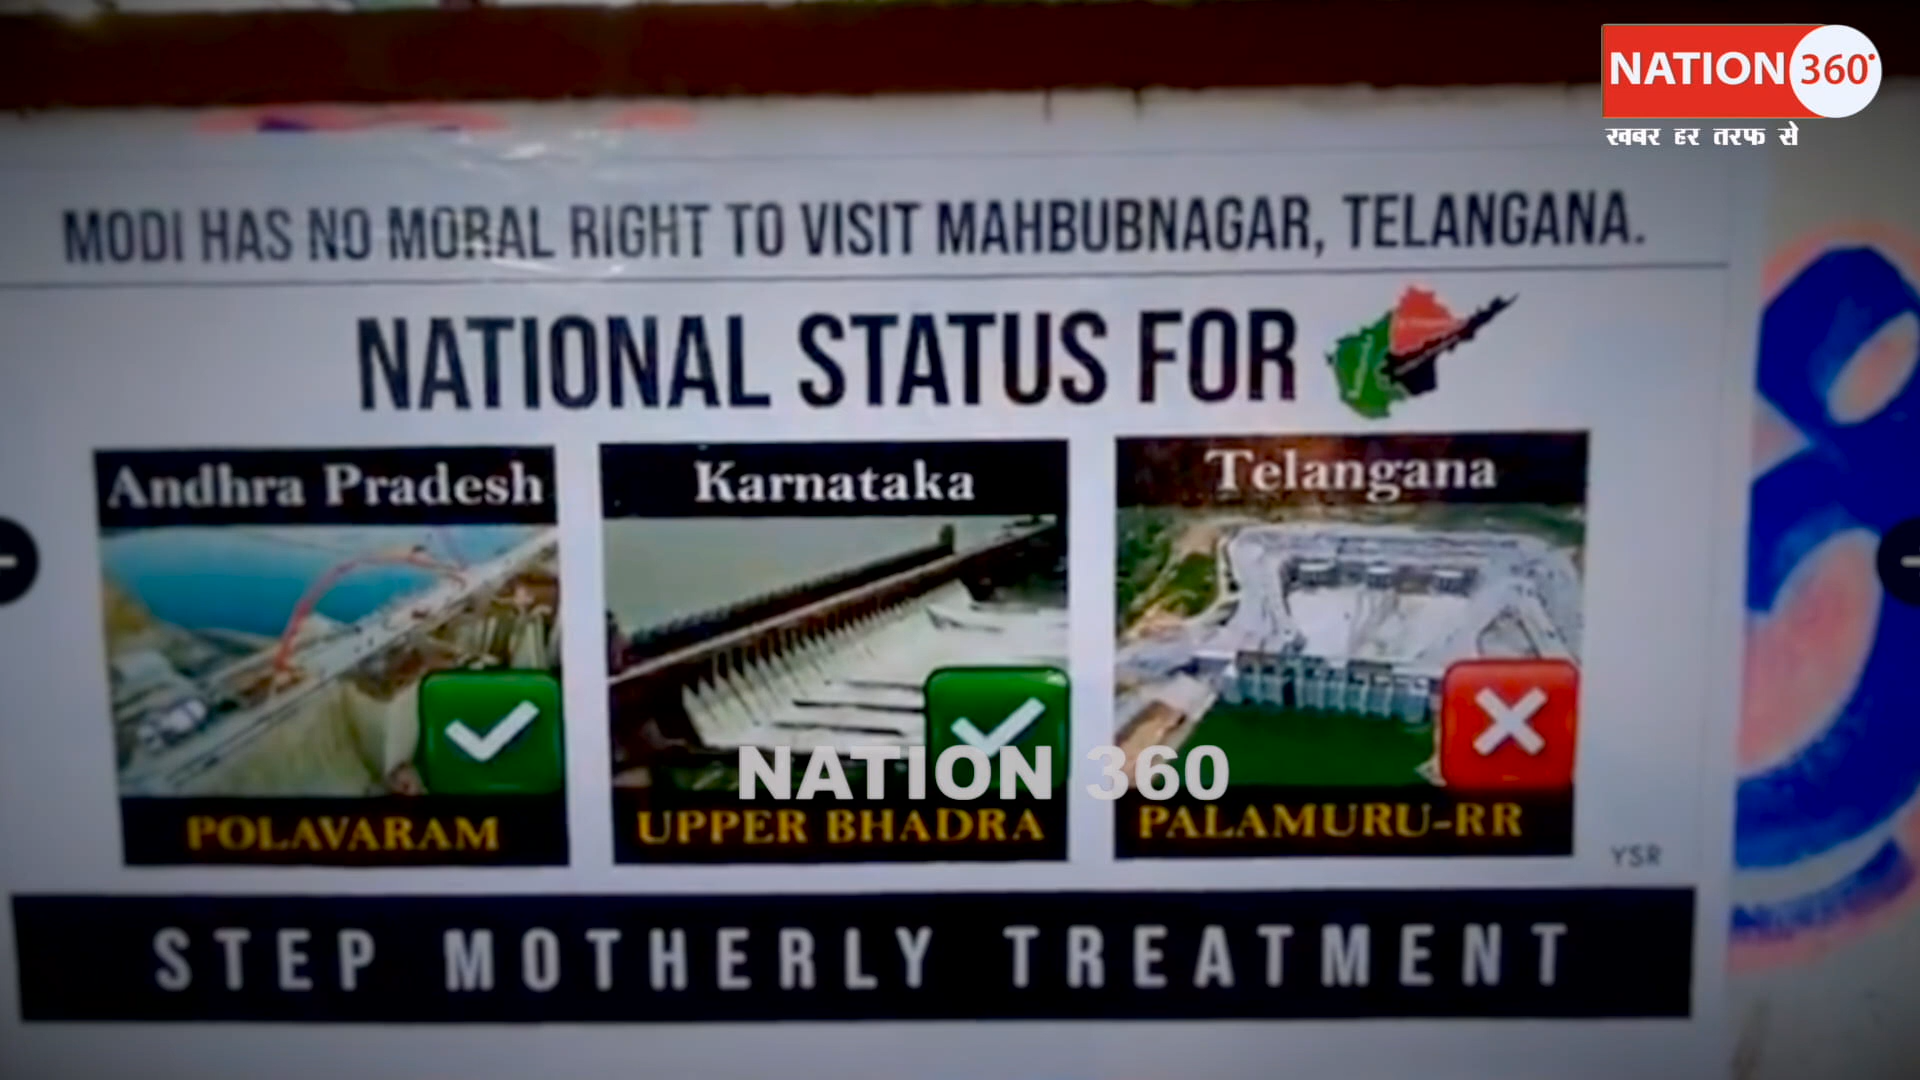 NATION 360°
खबर हर तरफ से
MODI HAS NO MORAL RIGHT TO VISIT MAHBUBNAGAR, TELANGANA.
NATIONAL STATUS FOR
Andhra Pradesh
POLAVARAM
Karnataka
UPPER BHADRA
Telangana
PALAMURU-RR
NATION 360
YSR
STEP MOTHERLY TREATMENT